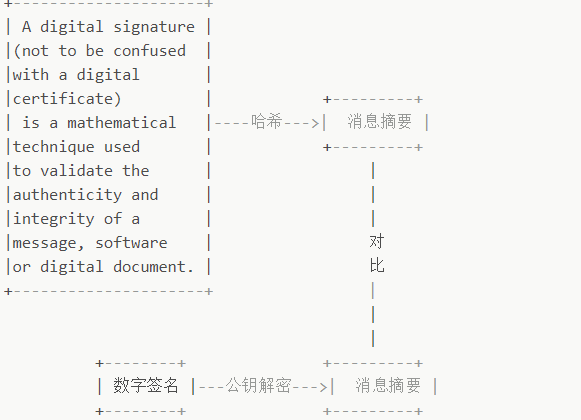 A digital signature
(not to be confused
with a digital
certificate)
is a mathematical
technique used
to validate the
authenticity and
integrity of a
message, software
or digital document.
----哈希--->
消息摘要
对
比
数字签名
---公钥解密--->
消息摘要